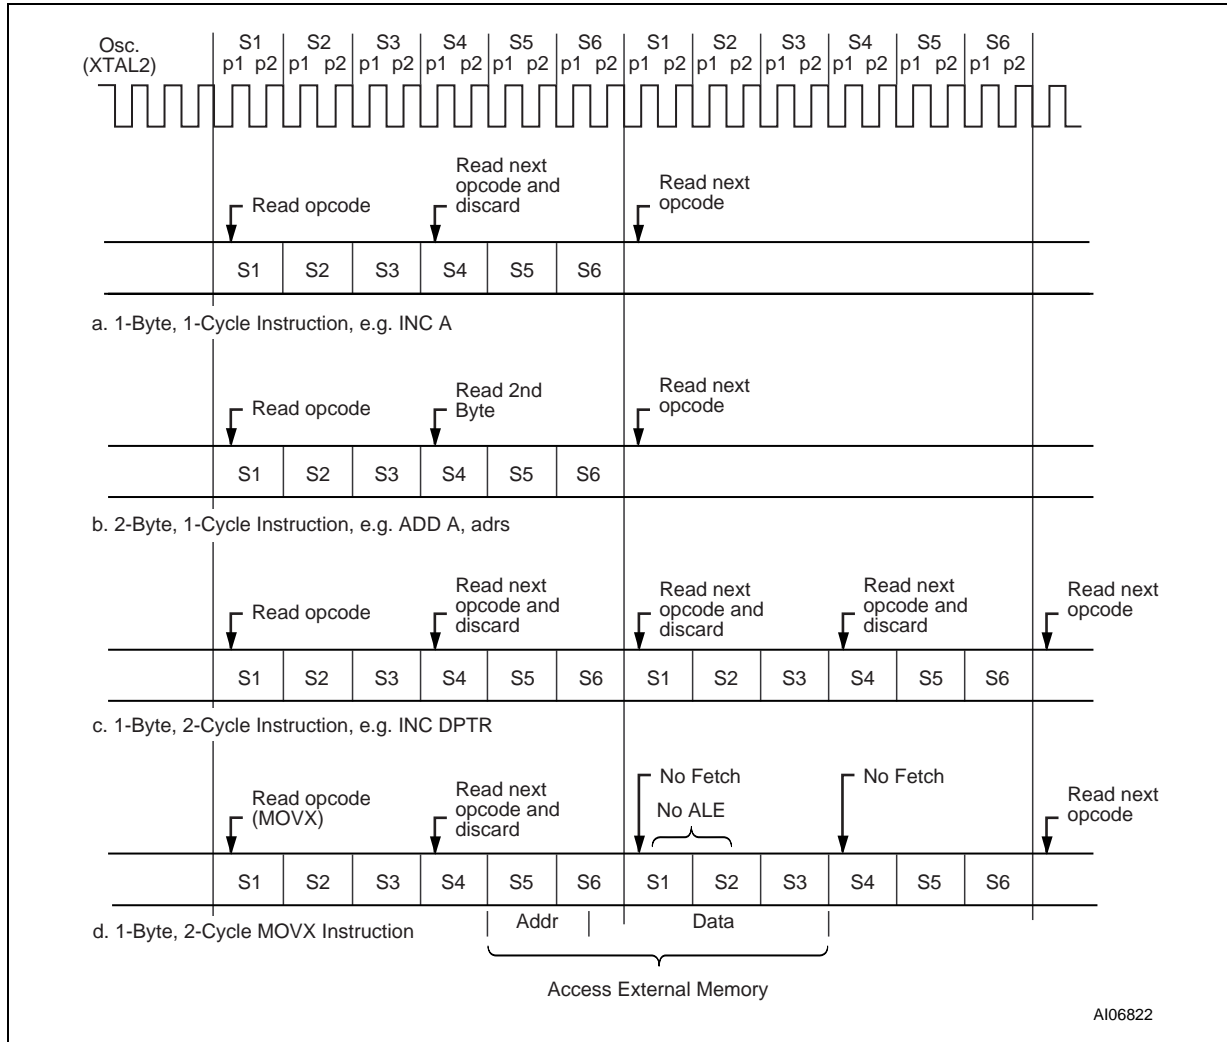 Osc.
(XTAL2)
S1 S2 S3 S4 S5 S6 S1 S2 S3 S4 S5 S6
p1 p2 p1 p2 p1 p2 p1 p2 p1 p2 p1 p2 p1 p2 p1 p2 p1 p2 p1 p2 p1 p2 p1 p2
Read opcode
Read next
opcode and
discard
Read next
opcode
S1 S2 S3 S4 S5 S6
a. 1-Byte, 1-Cycle Instruction, e.g. INC A
Read opcode
Read 2nd
Byte
Read next
opcode
S1 S2 S3 S4 S5 S6
b. 2-Byte, 1-Cycle Instruction, e.g. ADD A, adrs
Read opcode
Read next
opcode and
discard
Read next
opcode and
discard
Read next
opcode and
discard
Read next
opcode
S1 S2 S3 S4 S5 S6 S1 S2 S3 S4 S5 S6
c. 1-Byte, 2-Cycle Instruction, e.g. INC DPTR
Read opcode
(MOVX)
Read next
opcode and
discard
No Fetch
No ALE
No Fetch
Read next
opcode
S1 S2 S3 S4 S5 S6 S1 S2 S3 S4 S5 S6
d. 1-Byte, 2-Cycle MOVX Instruction
Addr
Data
Access External Memory
AI06822